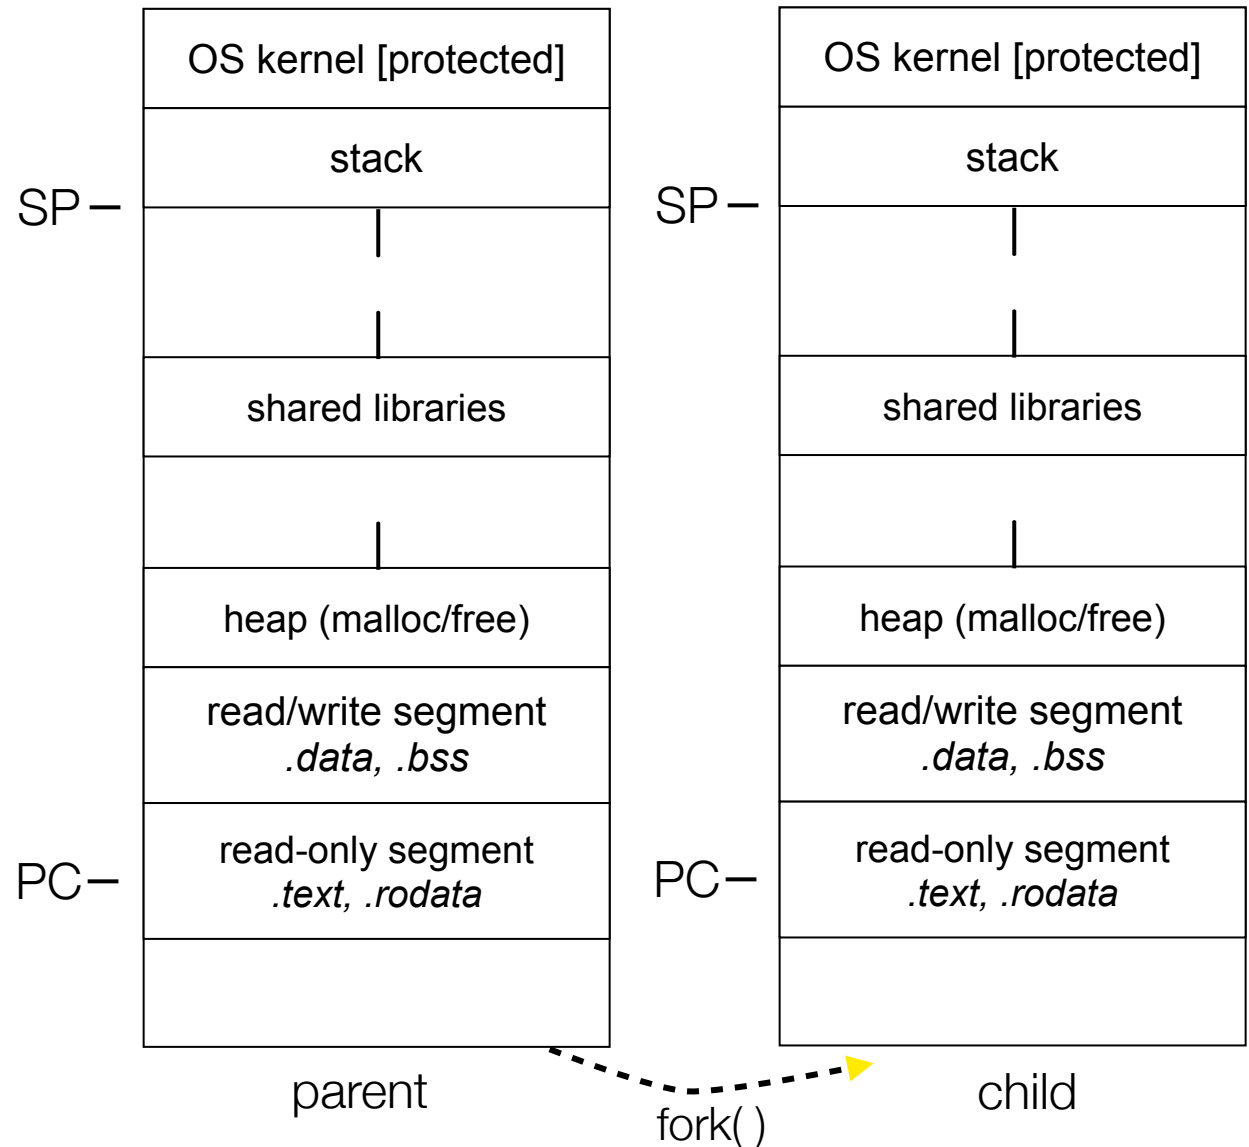 OS kernel [protected]
stack
SP
shared libraries
heap (malloc/free)
read/write segment
.data, .bss
read-only segment
.text, .rodata
PC
parent
OS kernel [protected]
stack
SP
shared libraries
heap (malloc/free)
read/write segment
.data, .bss
read-only segment
.text, .rodata
PC
child
fork( )